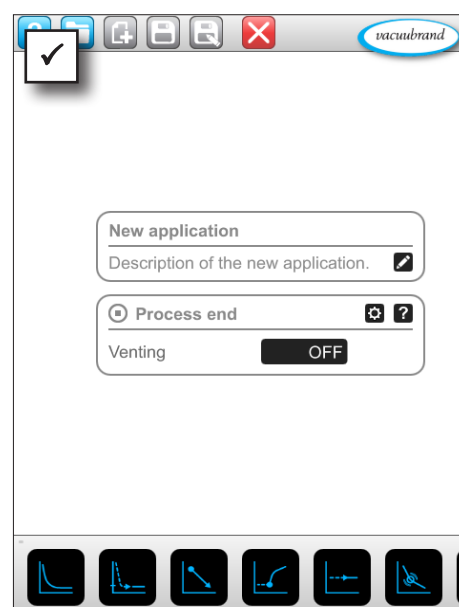 vacuubrand
New application
Description of the new application.
Process end
?
Venting
OFF